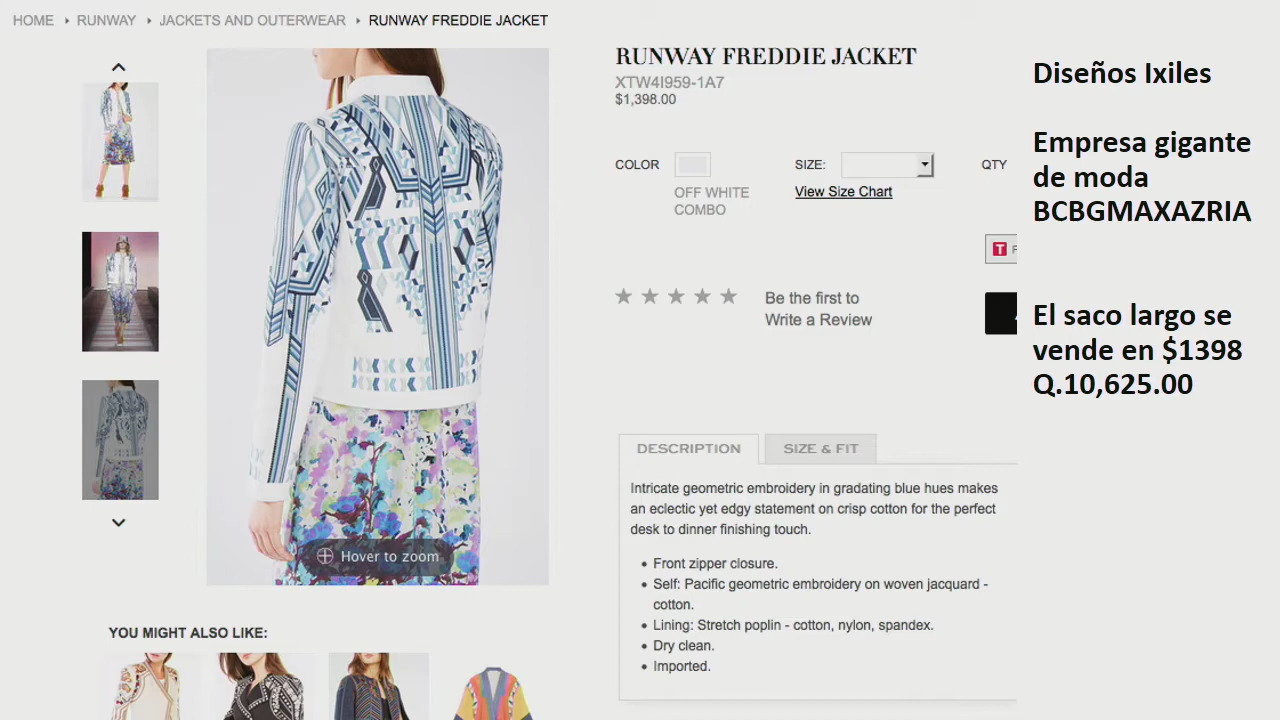 HOME ▸ RUNWAY ▸ JACKETS AND OUTERWEAR ▸ RUNWAY FREDDIE JACKET
RUNWAY FREDDIE JACKET
XTW4I959-1A7
$1,398.00
COLOR
OFF WHITE
COMBO
SIZE:
View Size Chart
QTY
Be the first to
Write a Review
DESCRIPTION
SIZE & FIT
Intricate geometric embroidery in gradating blue hues makes
an eclectic yet edgy statement on crisp cotton for the perfect
desk to dinner finishing touch.
• Front zipper closure.
• Self: Pacific geometric embroidery on woven jacquard -
cotton.
• Lining: Stretch poplin - cotton, nylon, spandex.
• Dry clean.
• Imported.
Hover to zoom
YOU MIGHT ALSO LIKE:
Diseños Ixiles
Empresa gigante
de moda
BCBGMAXAZRIA
El saco largo se
vende en $1398
Q.10,625.00